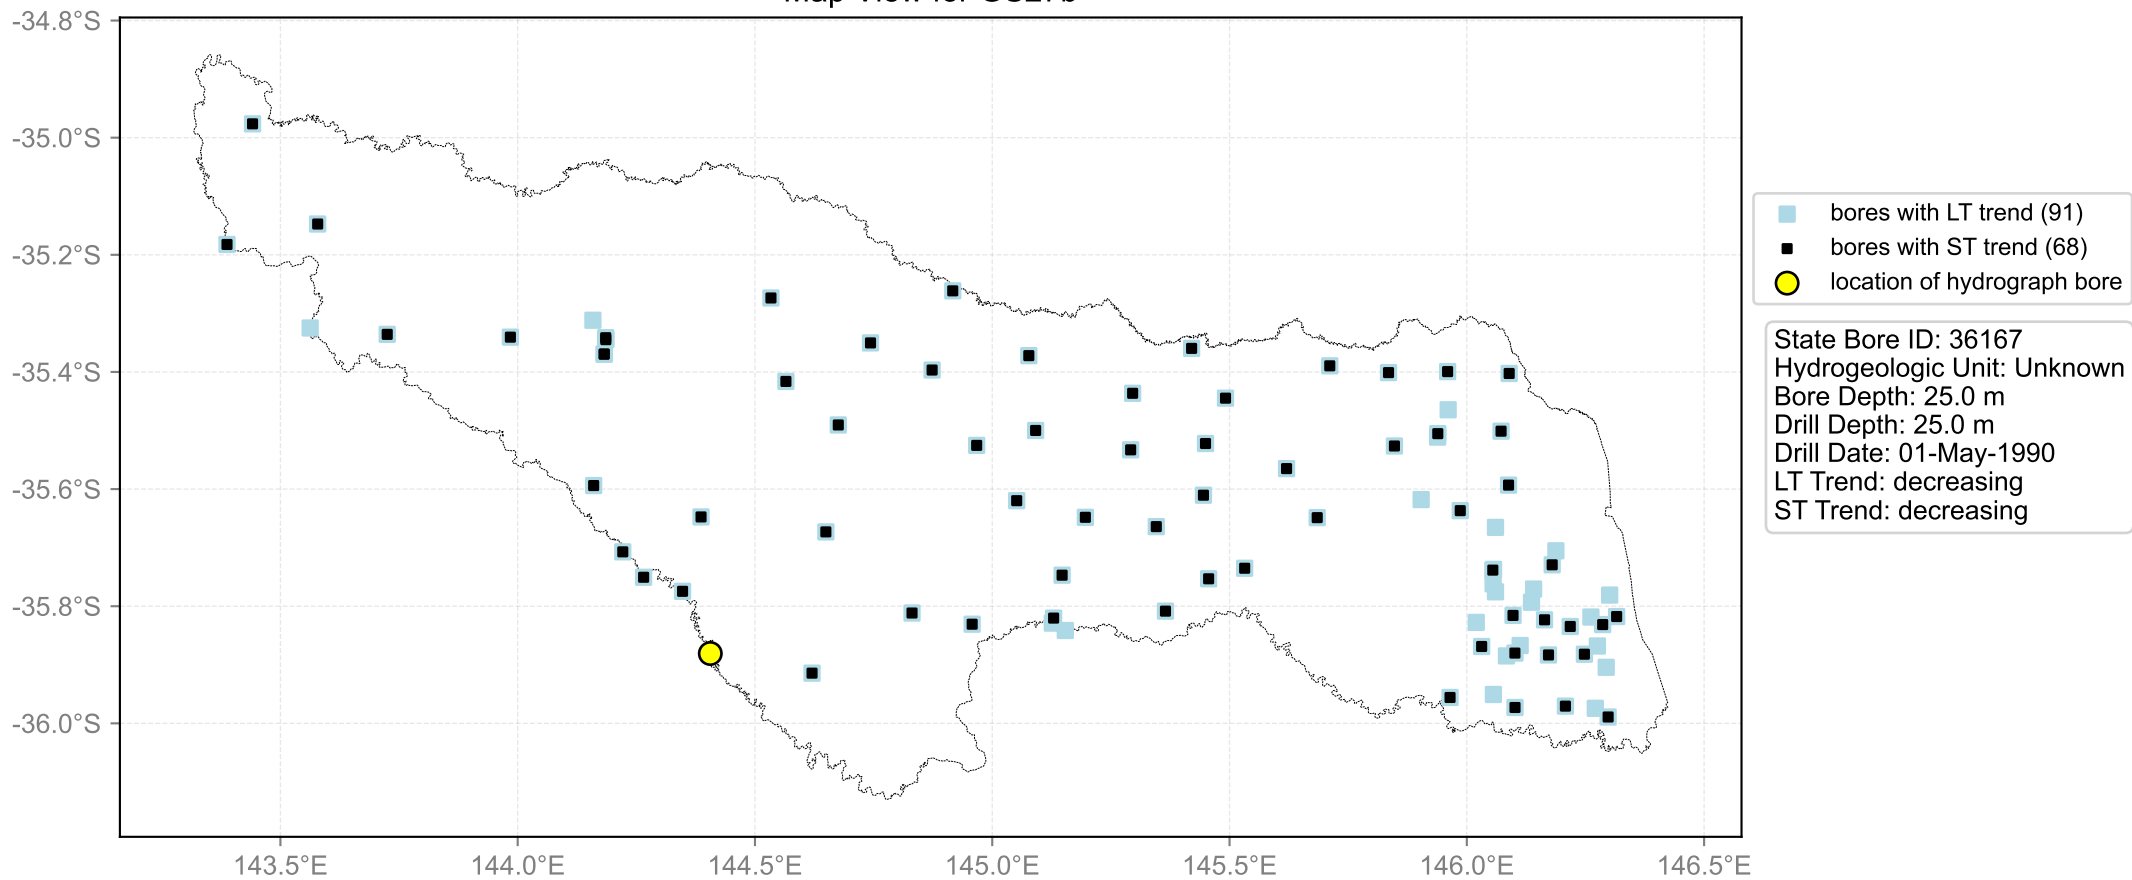 -34.8°S
-35.0°S
-35.2°S
-35.4°S
-35.6°S
-35.8°S
-36.0°S
143.5°E
144.0°E
144.5°E
145.0°E
145.5°E
146.0°E
146.5°E
bores with LT trend (91)
bores with ST trend (68)
location of hydrograph bore
State Bore ID: 36167
Hydrogeologic Unit: Unknown
Bore Depth: 25.0 m
Drill Depth: 25.0 m
Drill Date: 01-May-1990
LT Trend: decreasing
ST Trend: decreasing